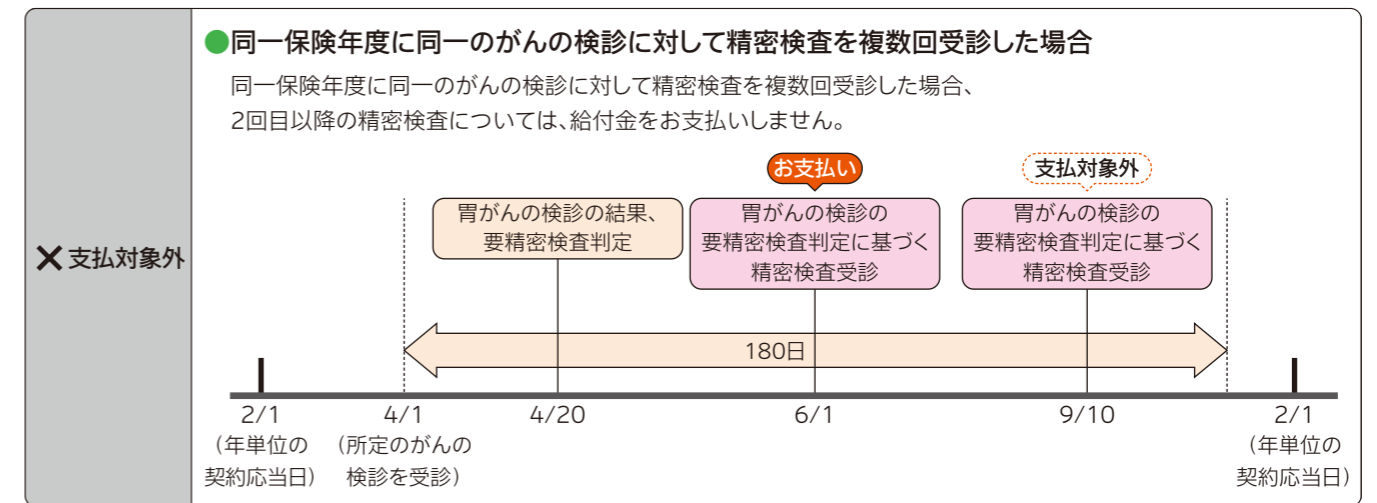 ●同一保険年度に同一のがんの検診に対して精密検査を複数回受診した場合
同一保険年度に同一のがんの検診に対して精密検査を複数回受診した場合、
2回目以降の精密検査については、給付金をお支払いしません。
✕支払対象外
お支払い
支払対象外
胃がんの検診の結果、
要精密検査判定
胃がんの検診の
要精密検査判定に基づく
精密検査受診
胃がんの検診の
要精密検査判定に基づく
精密検査受診
180日
2/1
(年単位の
契約応当日)
4/1
(所定のがんの
検診を受診)
4/20
6/1
9/10
2/1
(年単位の
契約応当日)